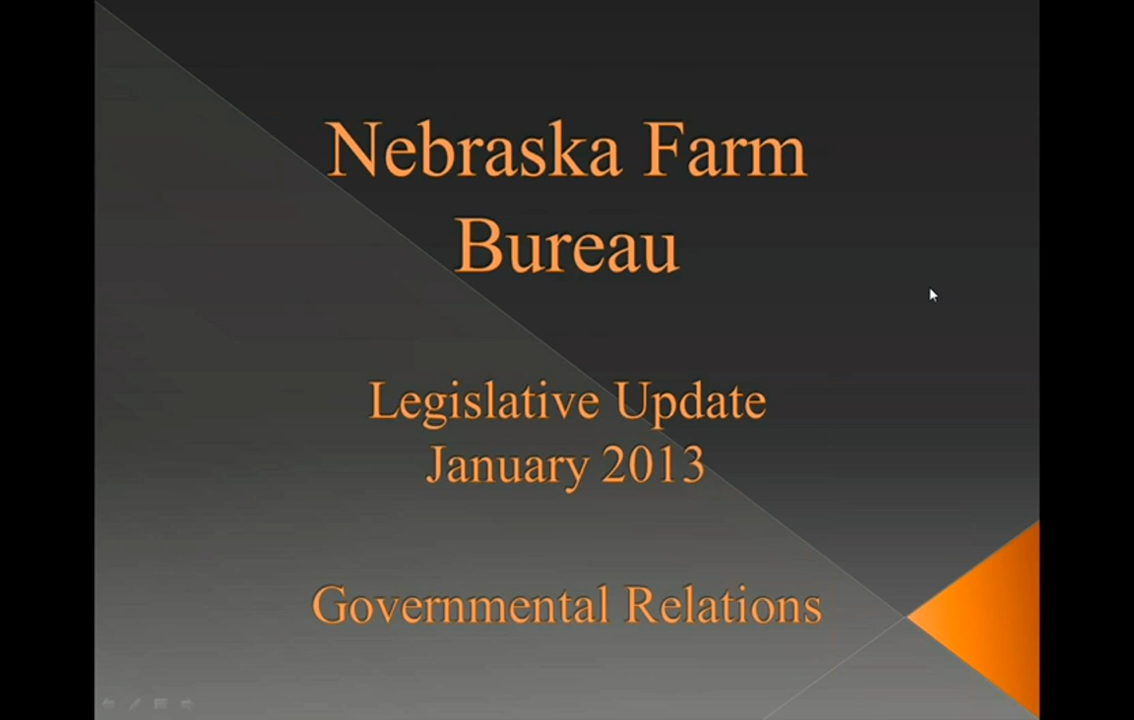 Nebraska Farm
Bureau
Legislative Update
January 2013
Governmental Relations